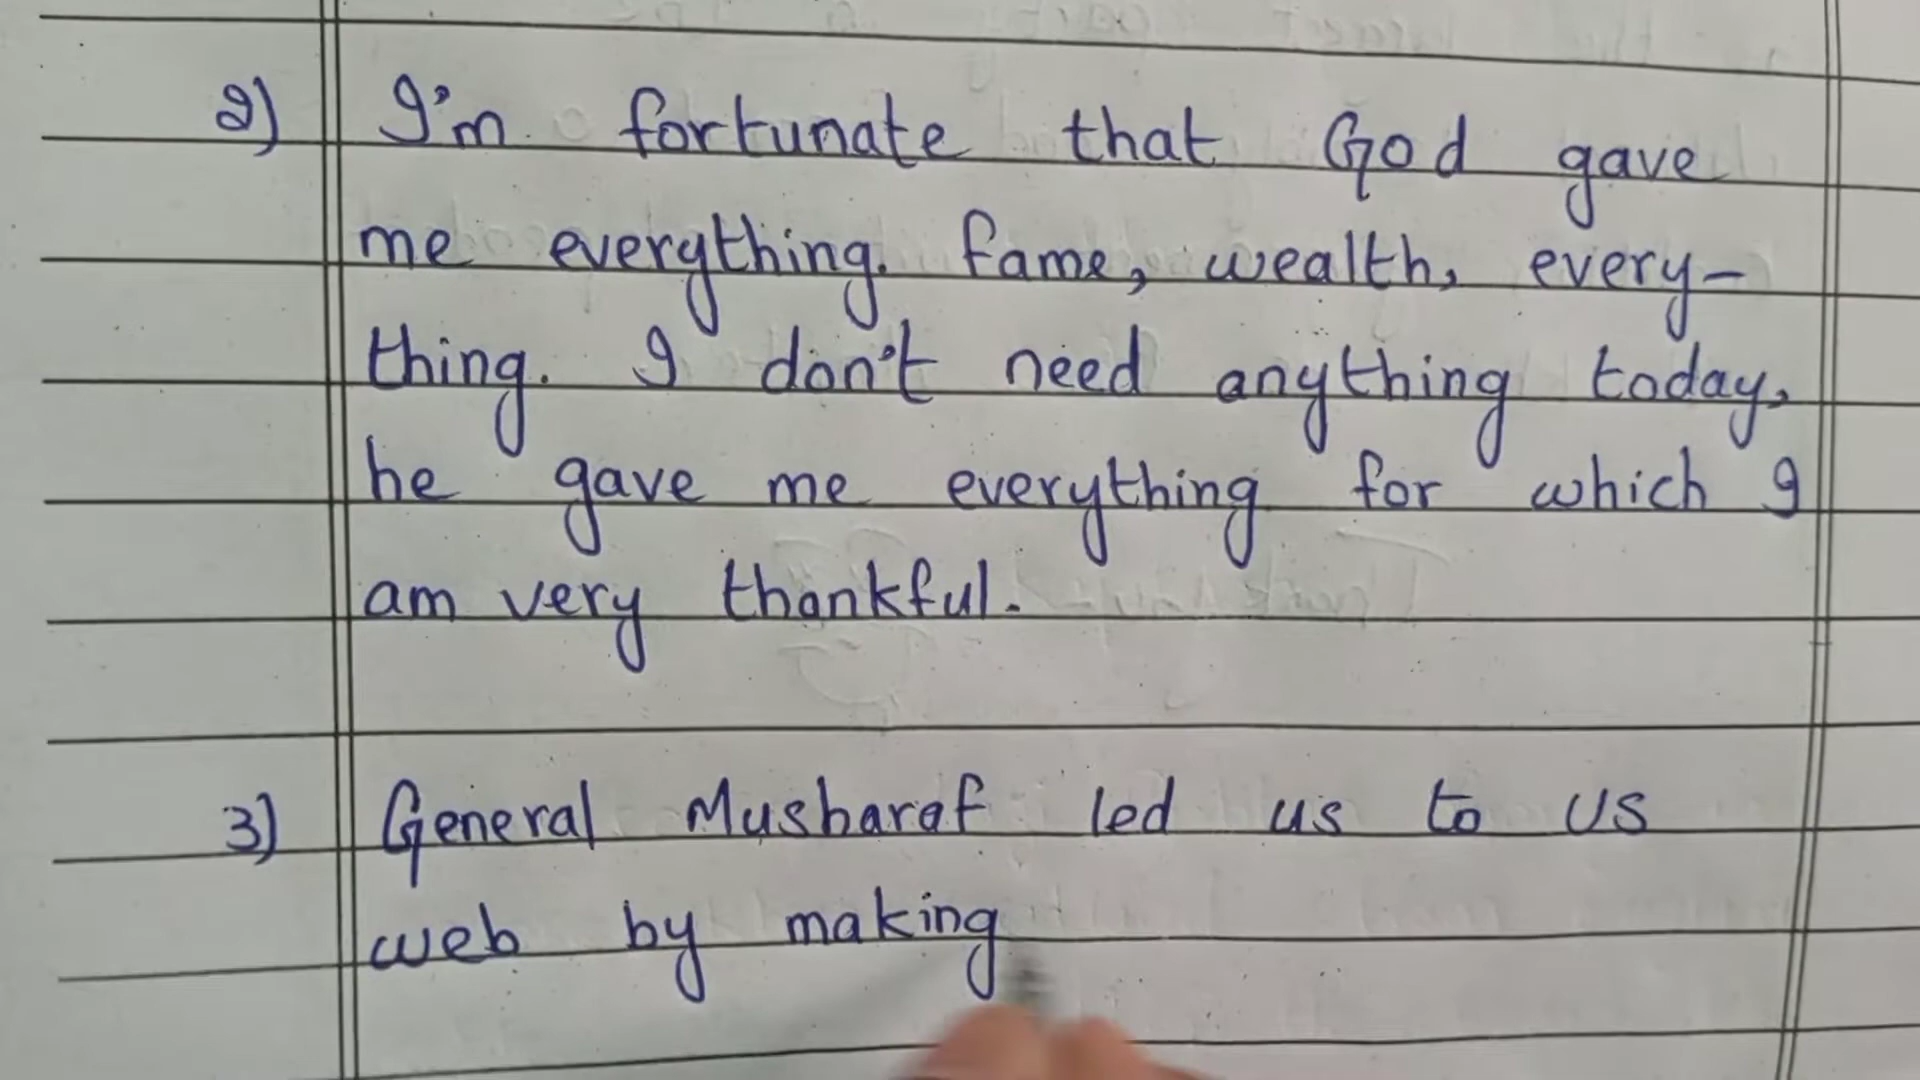 2) I'm fortunate that God gave
me everything. fame, wealth, every-
thing. I don't need anything today,
he gave me everything for which I
am very thankful.
3) General Musharaf led us to US
web by making